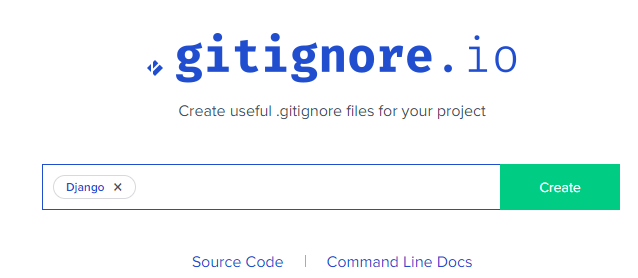 .gitignore.io
Create useful .gitignore files for your project
Django ×
Create
Source Code | Command Line Docs